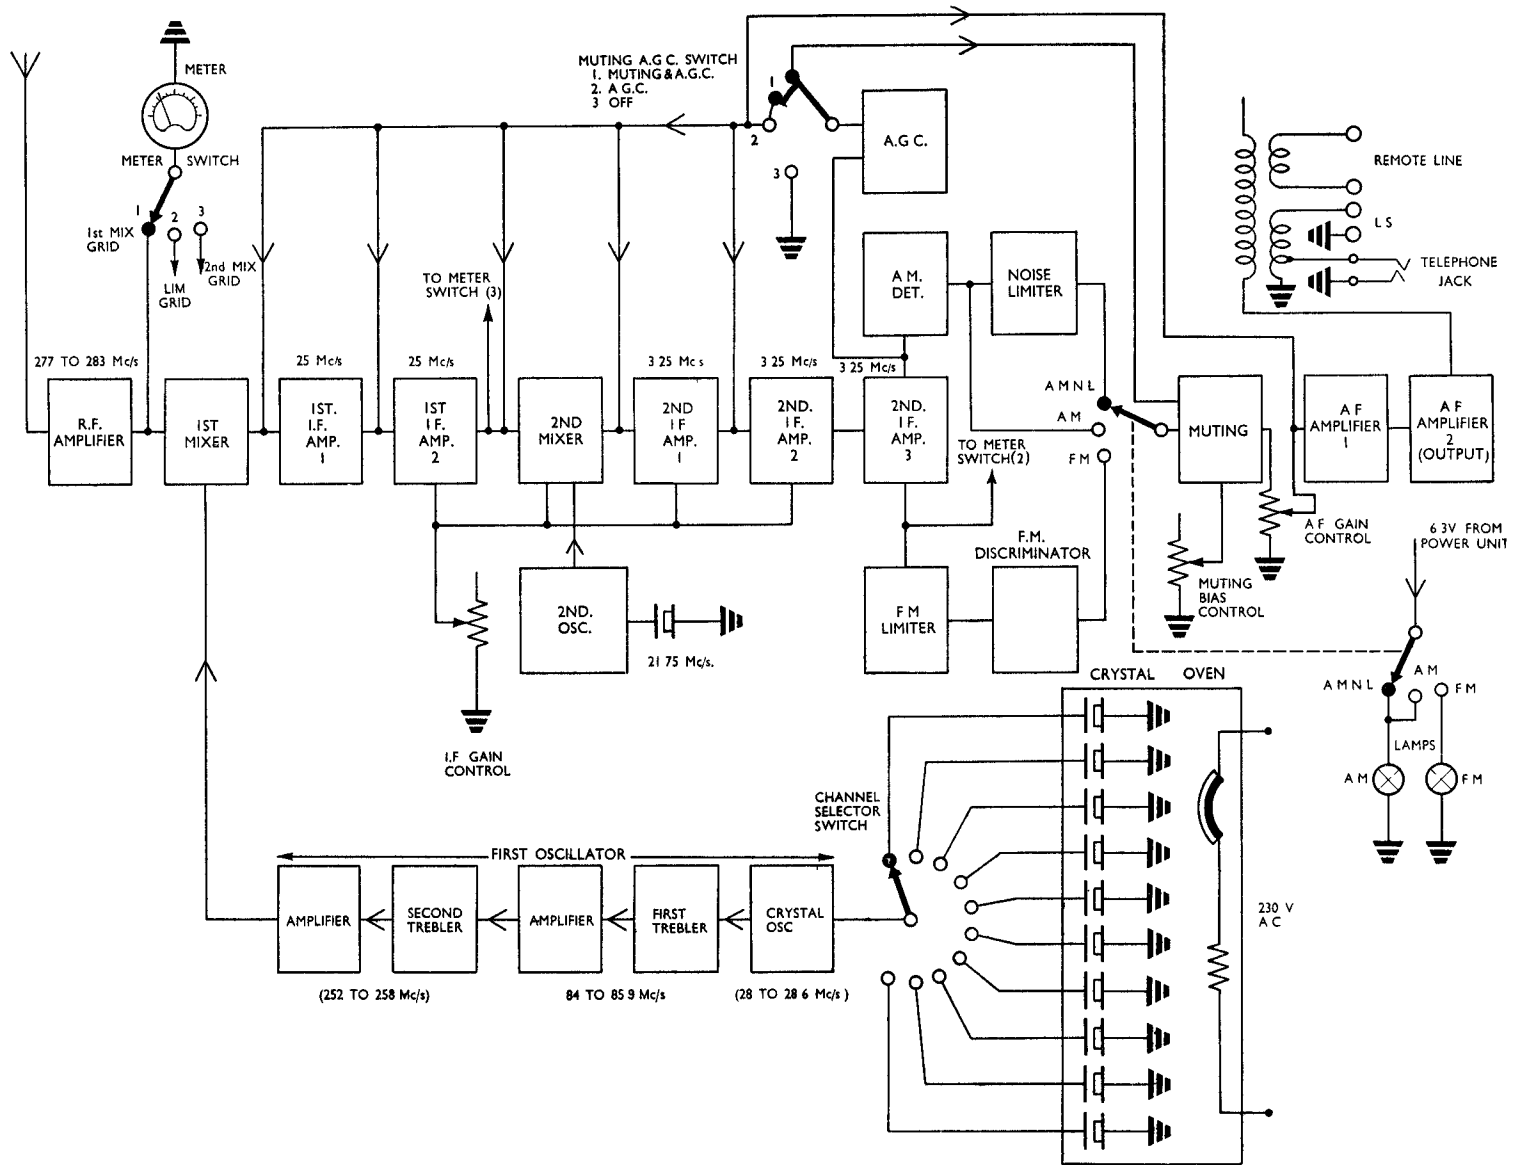 METER
METER SWITCH
1
2
3
1st MIX
GRID
LIM
GRID
2nd MIX
GRID
MUTING A.G C. SWITCH
1. MUTING & A.G.C.
2. A G.C.
3 OFF
1
2
3
A.G C.
REMOTE LINE
L S
TELEPHONE
JACK
TO METER
SWITCH (3)
A M.
DET.
NOISE
LIMITER
277 TO 283 Mc/s
25 Mc/s
25 Mc/s
3 25 Mc s
3 25 Mc/s
3 25 Mc/s
R.F.
AMPLIFIER
1ST
MIXER
1ST.
I.F.
AMP.
1
1ST
I F.
AMP.
2
2ND
MIXER
2ND
I F
AMP.
1
2ND.
I F.
AMP.
2
2ND.
I F.
AMP.
3
A M N L
A M
F M
TO METER
SWITCH(2)
MUTING
A F
AMPLIFIER
1
A F
AMPLIFIER
2
(OUTPUT)
A F GAIN
CONTROL
6 3V FROM
POWER UNIT
MUTING
BIAS
CONTROL
2ND.
OSC.
21 75 Mc/s.
F M
LIMITER
F.M.
DISCRIMINATOR
I.F GAIN
CONTROL
CRYSTAL OVEN
A M N L
A M
F M
LAMPS
A M
F M
CHANNEL
SELECTOR
SWITCH
FIRST OSCILLATOR
AMPLIFIER
SECOND
TREBLER
AMPLIFIER
FIRST
TREBLER
CRYSTAL
OSC
(252 TO 258 Mc/s)
84 TO 85 9 Mc/s
(28 TO 28 6 Mc/s )
230 V
A C